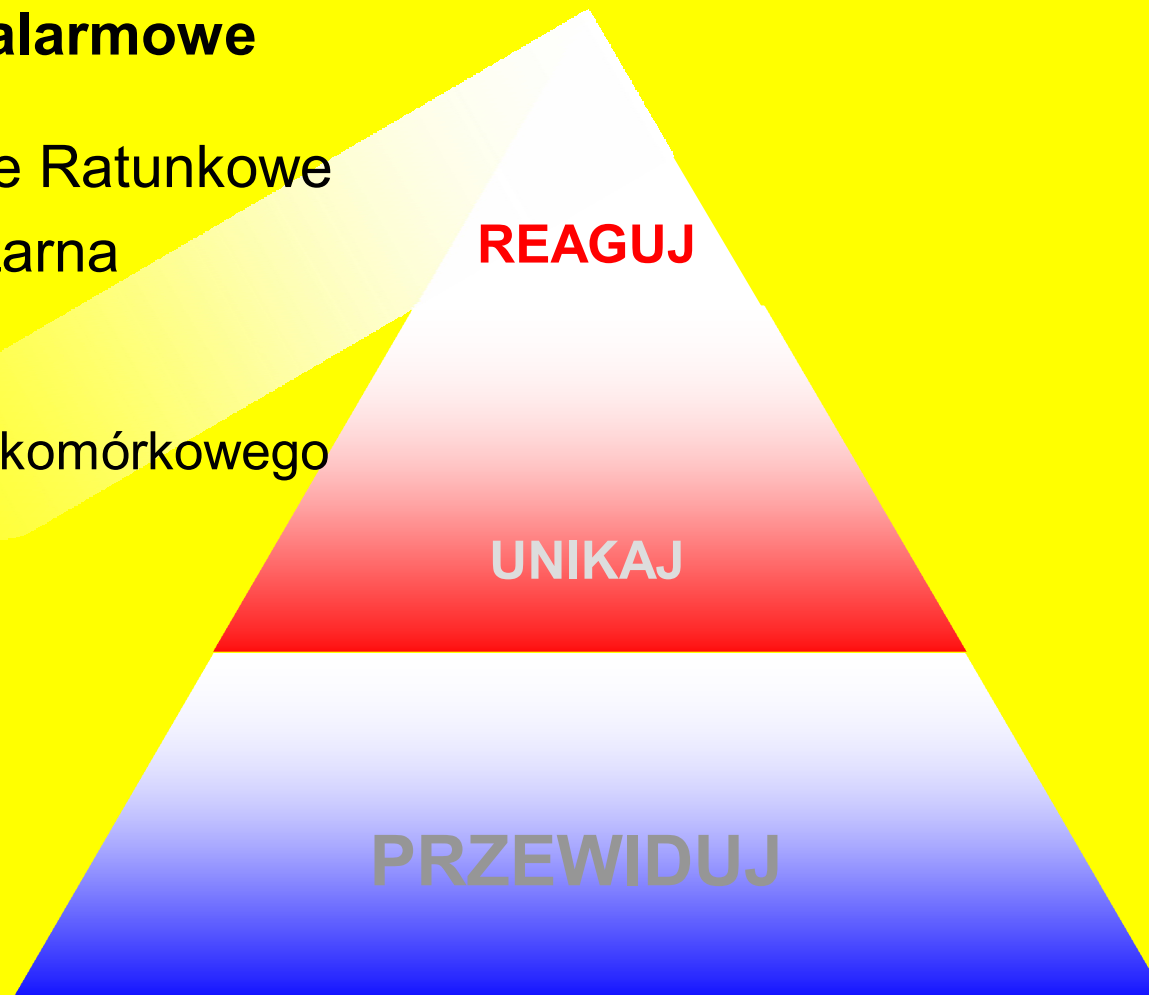 alarmowe
e Ratunkowe
arna
komórkowego
REAGUJ
UNIKAJ
PRZEWIDUJ